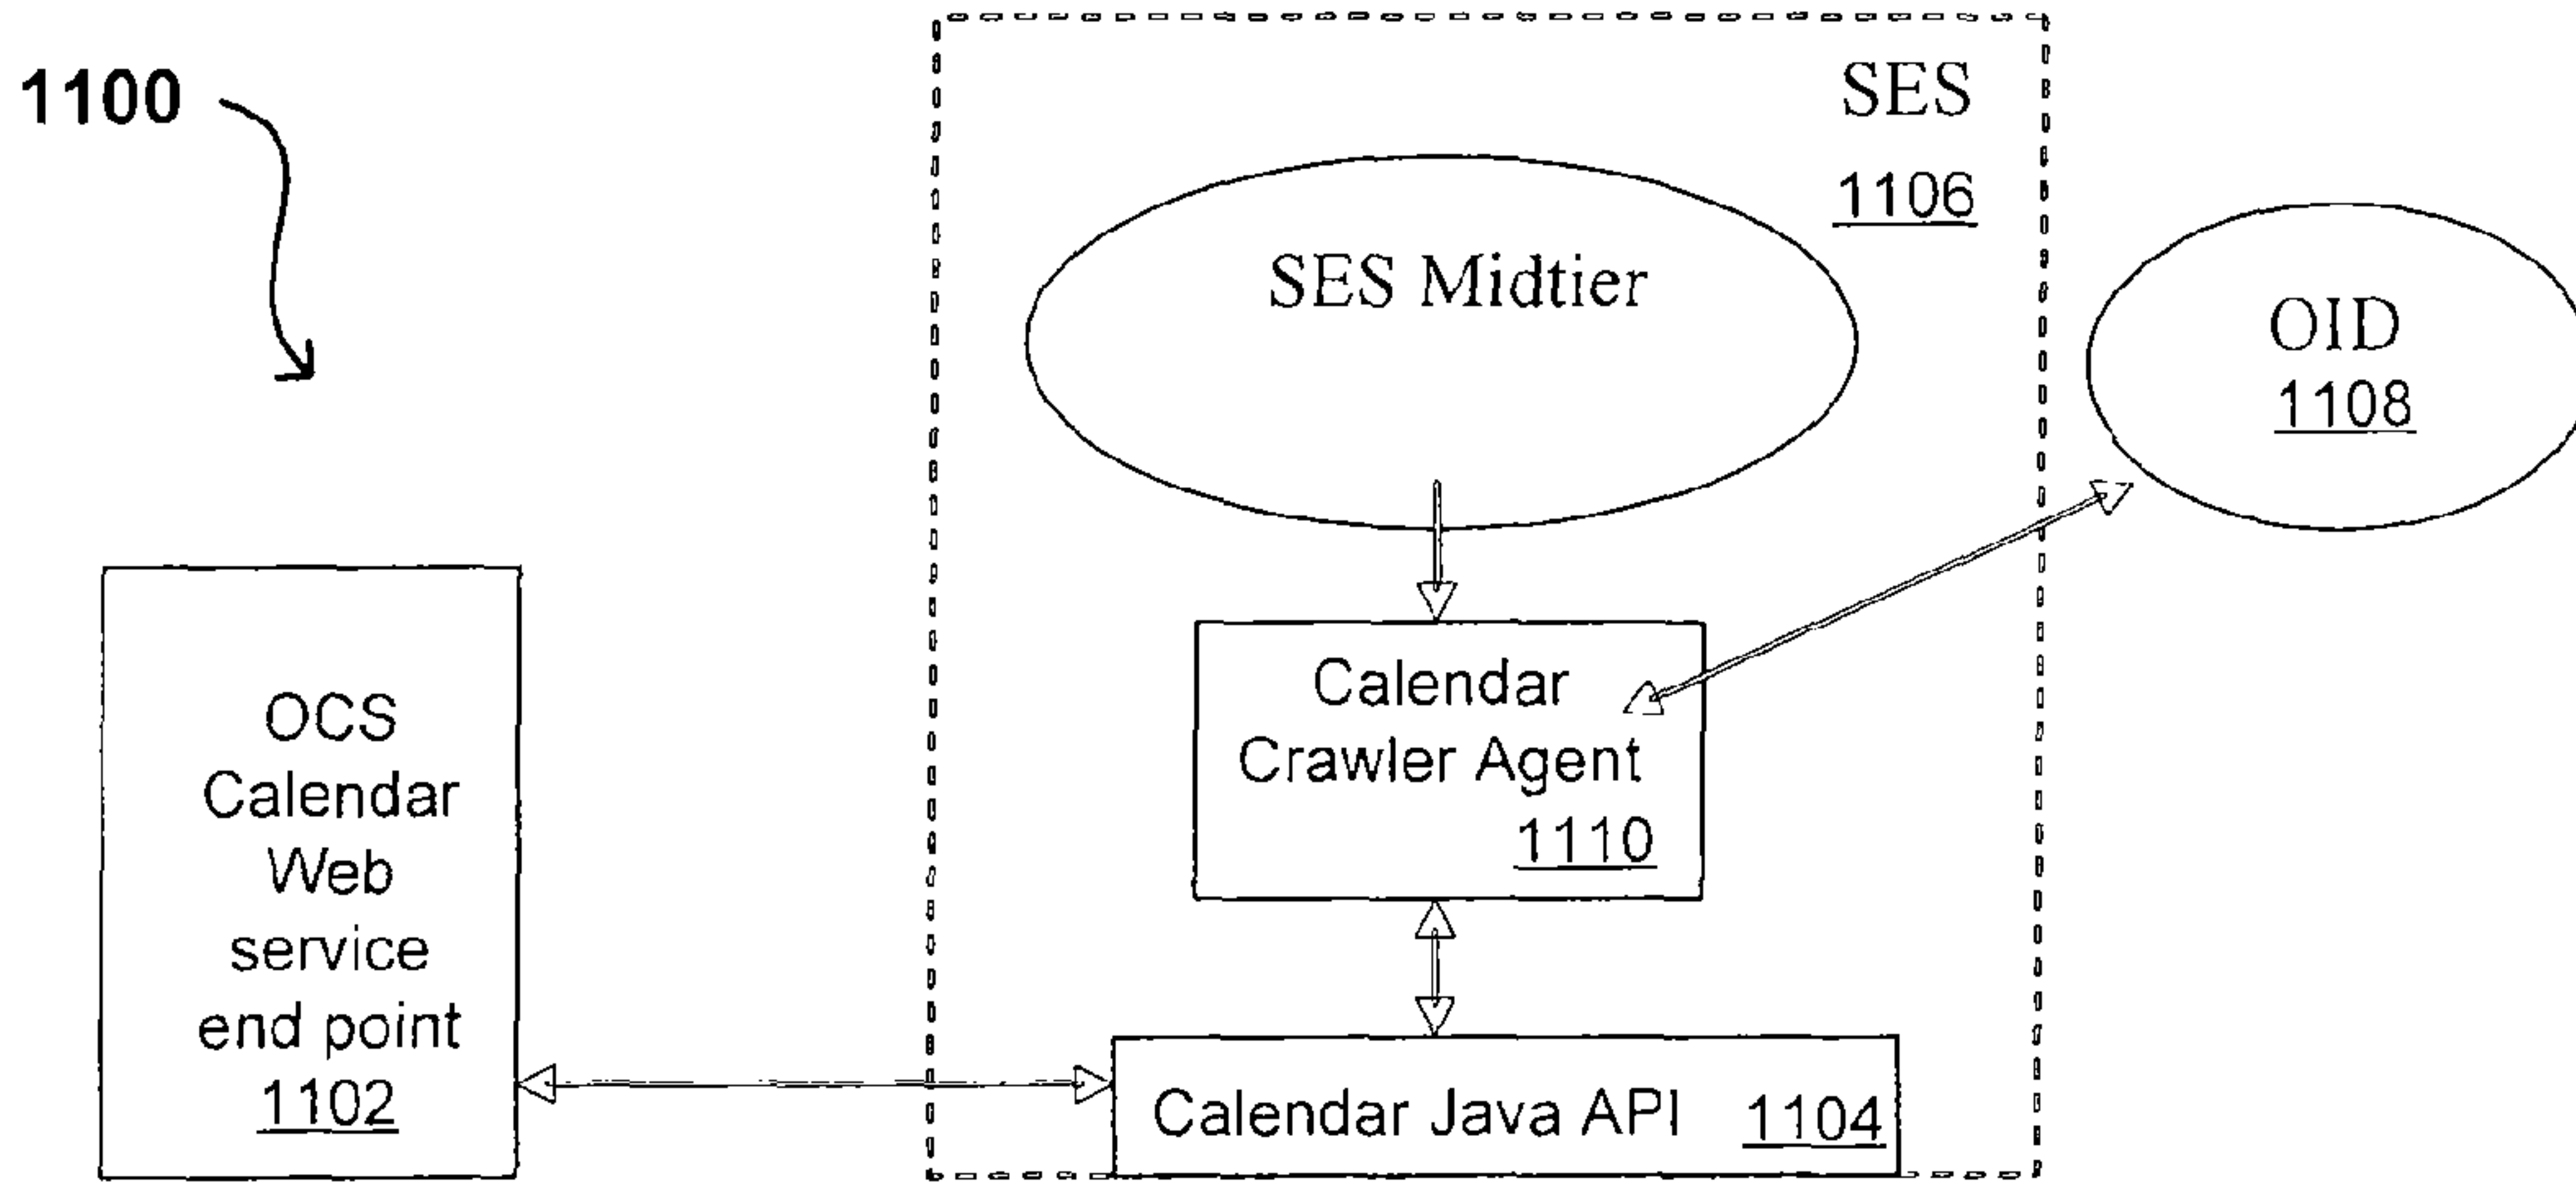 1100
SES
1106
SES Midtier
OID
1108
Calendar
Crawler Agent
1110
OCS
Calendar
Web
service
end point
1102
Calendar Java API 1104